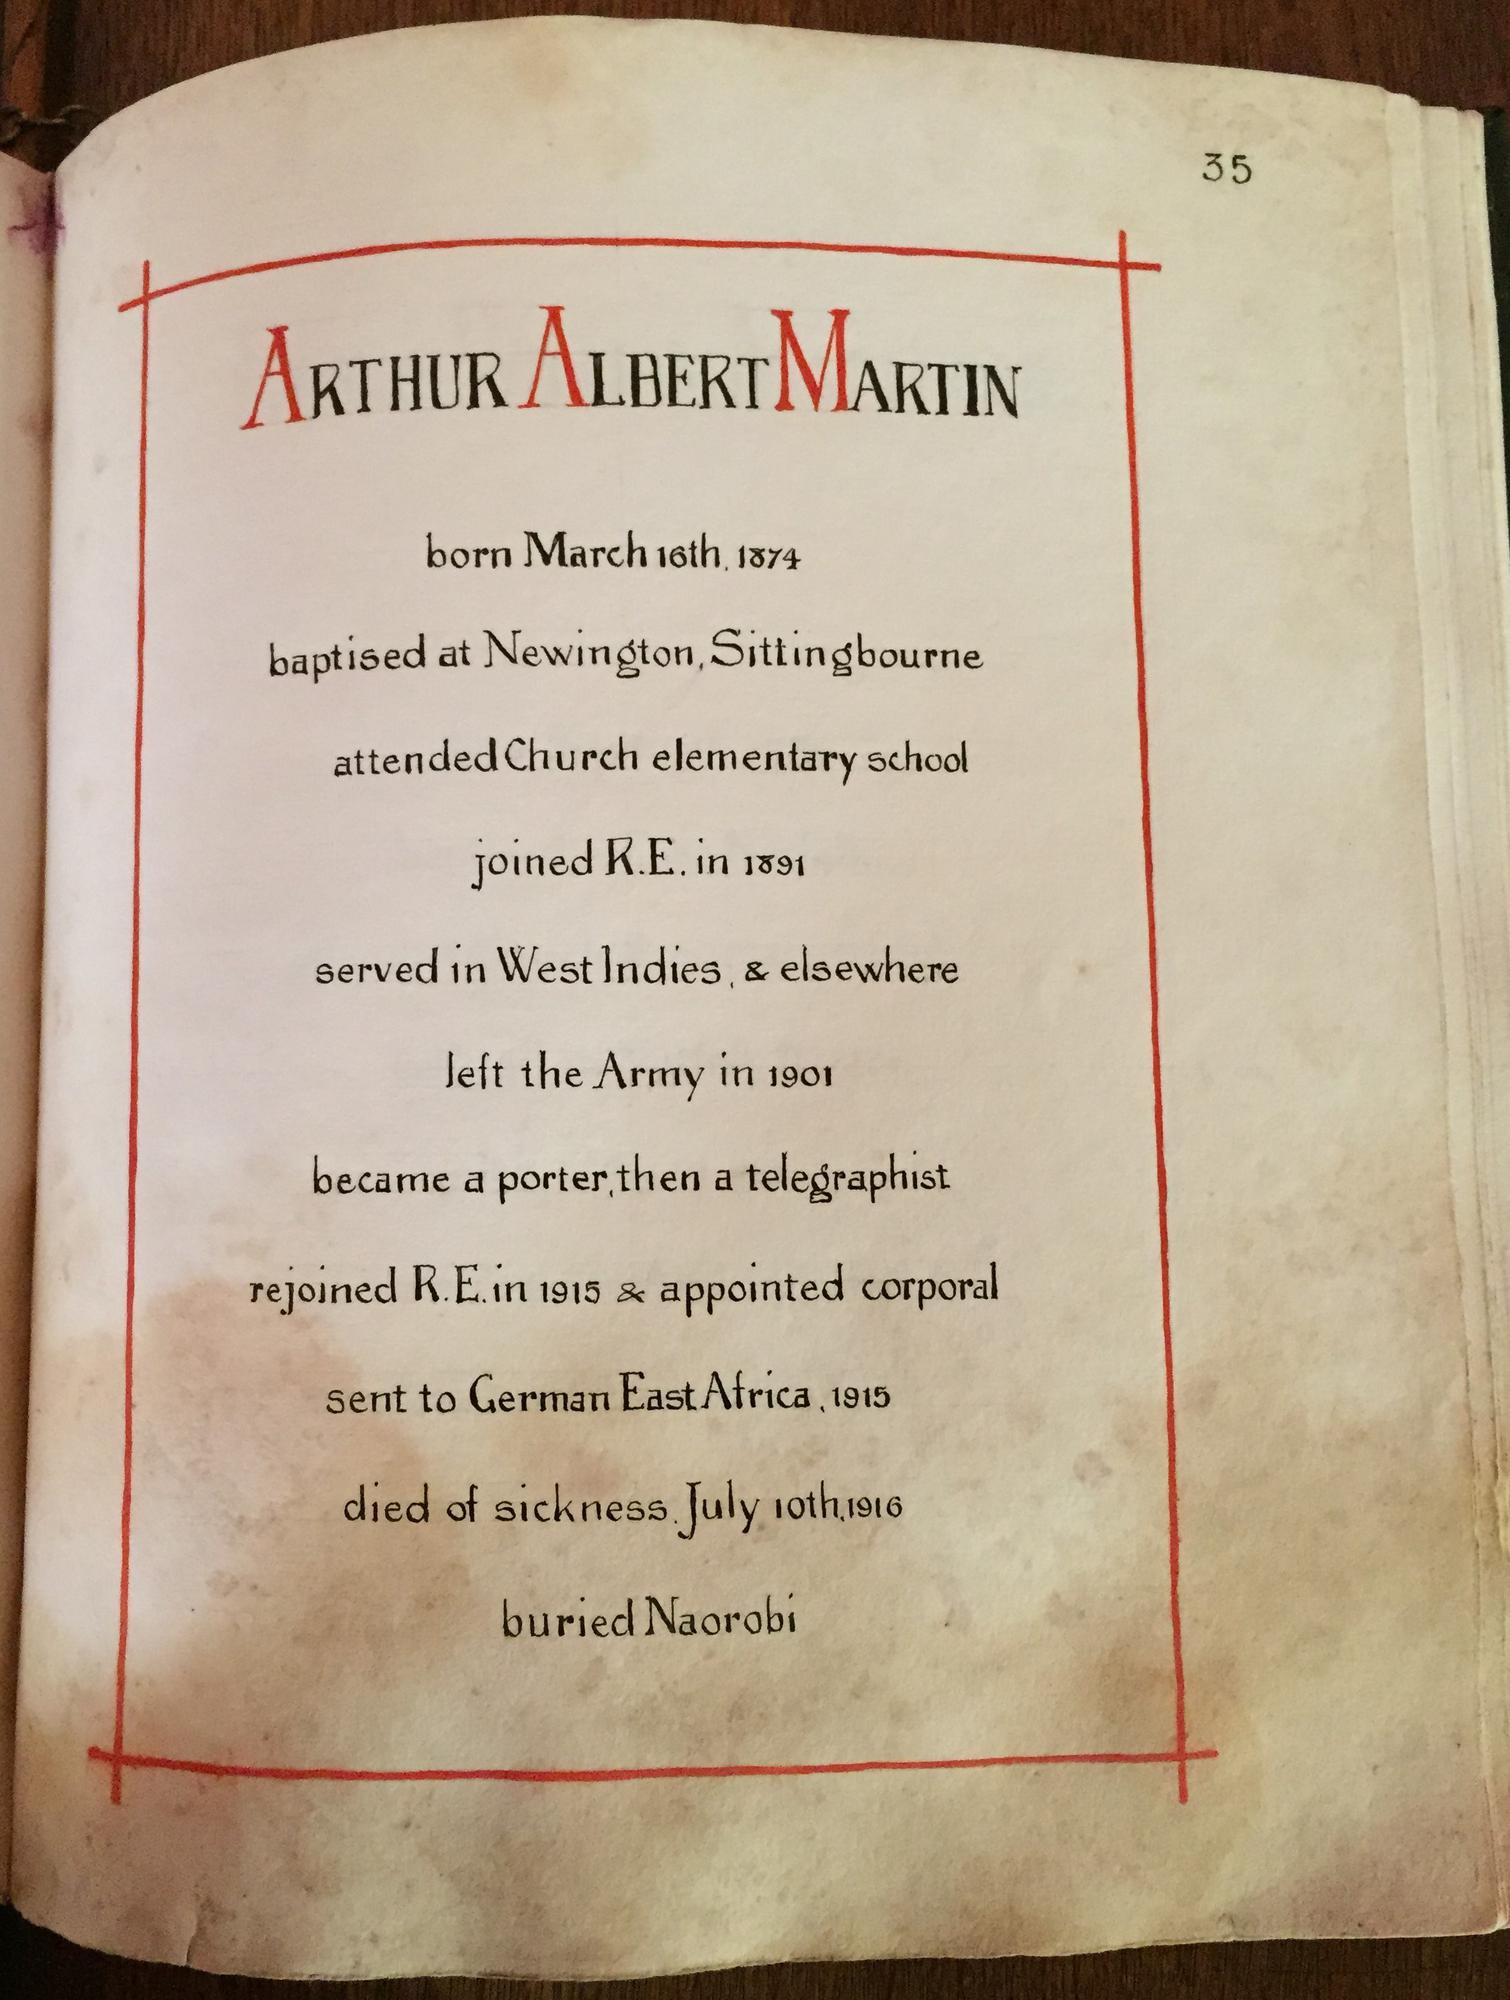 35
ARTHUR ALBERT MARTIN
born March 16th, 1874
baptised at Newington, Sittingbourne
attended Church elementary school
joined R.E. in 1891
served in West Indies, & elsewhere
left the Army in 1901
became a porter, then a telegraphist
rejoined R.E. in 1915 & appointed corporal
sent to German East Africa, 1915
died of sickness, July 10th, 1916
buried Naorobi